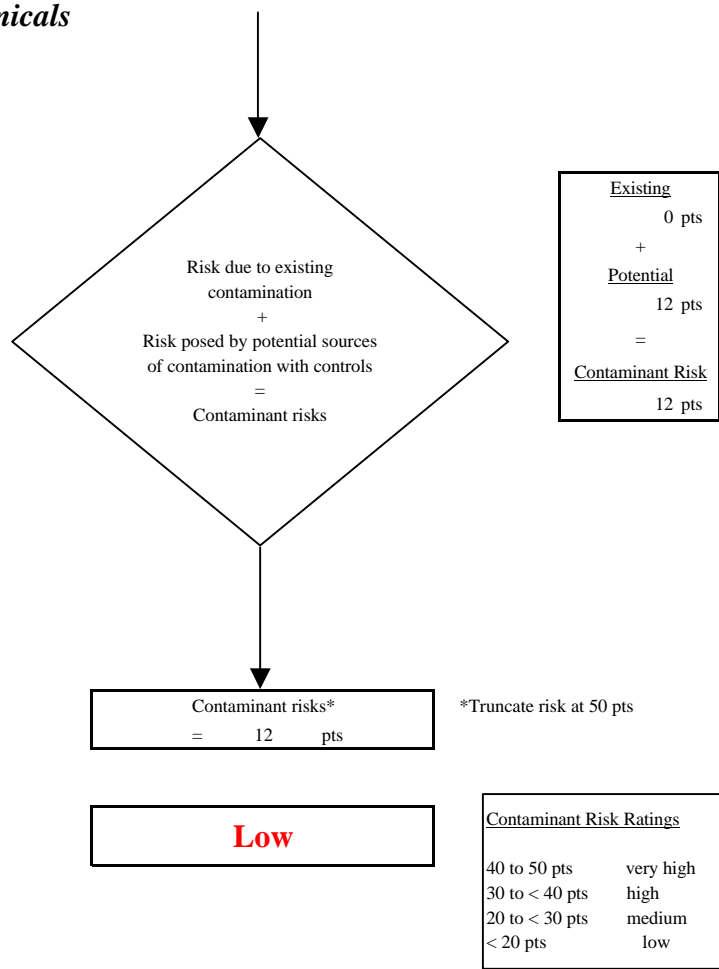 Existing
0 pts
+
Potential
12 pts
=
Contaminant Risk
12 pts
Risk due to existing
contamination
+
Risk posed by potential sources
of contamination with controls
=
Contaminant risks
Contaminant risks*
= 12 pts
*Truncate risk at 50 pts
Low
Contaminant Risk Ratings
40 to 50 pts very high
30 to < 40 pts high
20 to < 30 pts medium
< 20 pts low